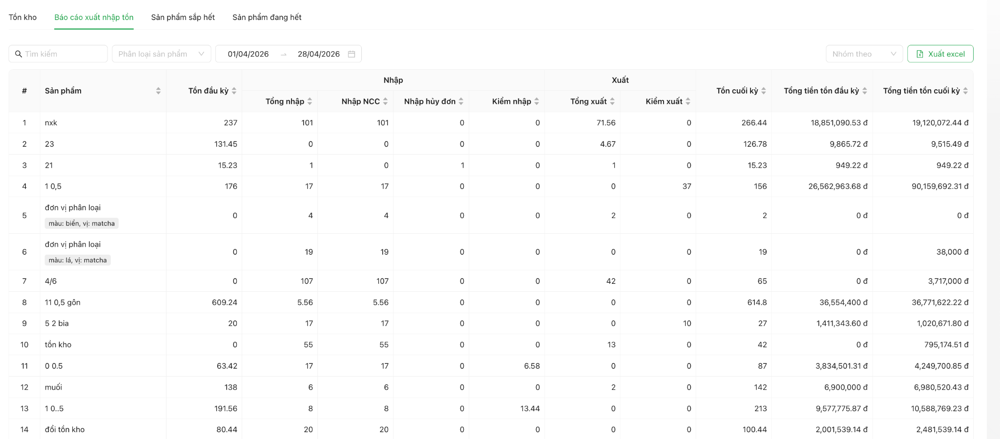 Tồn kho Báo cáo xuất nhập tồn Sản phẩm sắp hết Sản phẩm đang hết
Tìm kiếm Phân loại sản phẩm 01/04/2026 → 28/04/2026 Nhóm theo Xuất excel
Nhập Xuất
# Sản phẩm Tồn đầu kỳ Tồn cuối kỳ Tổng tiền tồn đầu kỳ Tổng tiền tồn cuối kỳ
Tổng nhập Nhập NCC Nhập hủy đơn Kiểm nhập Tổng xuất Kiểm xuất
1 nxk 237 101 101 0 0 71.56 0 266.44 18,851,090.53 đ 19,120,072.44 đ
2 23 131.45 0 0 0 0 4.67 0 126.78 9,865.72 đ 9,515.49 đ
3 21 15.23 1 0 1 0 1 0 15.23 949.22 đ 949.22 đ
4 1 0,5 176 17 17 0 0 0 37 156 26,562,963.68 đ 90,159,692.31 đ
5 đơn vị phân loại 0 4 4 0 0 2 0 2 0 đ 0 đ
màu: biển, vị: matcha
6 đơn vị phân loại 0 19 19 0 0 0 0 19 0 đ 38,000 đ
màu: lá, vị: matcha
7 4/6 0 107 107 0 0 42 0 65 0 đ 3,717,000 đ
8 11 0,5 gôn 609.24 5.56 5.56 0 0 0 0 614.8 36,554,400 đ 36,771,622.22 đ
9 5 2 bia 20 17 17 0 0 0 10 27 1,411,343.60 đ 1,020,671.80 đ
10 tồn kho 0 55 55 0 0 13 0 42 0 đ 795,174.51 đ
11 0 0.5 63.42 17 17 0 6.58 0 0 87 3,834,501.31 đ 4,249,700.85 đ
12 muối 138 6 6 0 0 2 0 142 6,900,000 đ 6,980,520.43 đ
13 1 0..5 191.56 8 8 0 13.44 0 0 213 9,577,775.87 đ 10,588,769.23 đ
14 đổi tồn kho 80.44 20 20 0 0 0 0 100.44 2,001,539.14 đ 2,481,539.14 đ